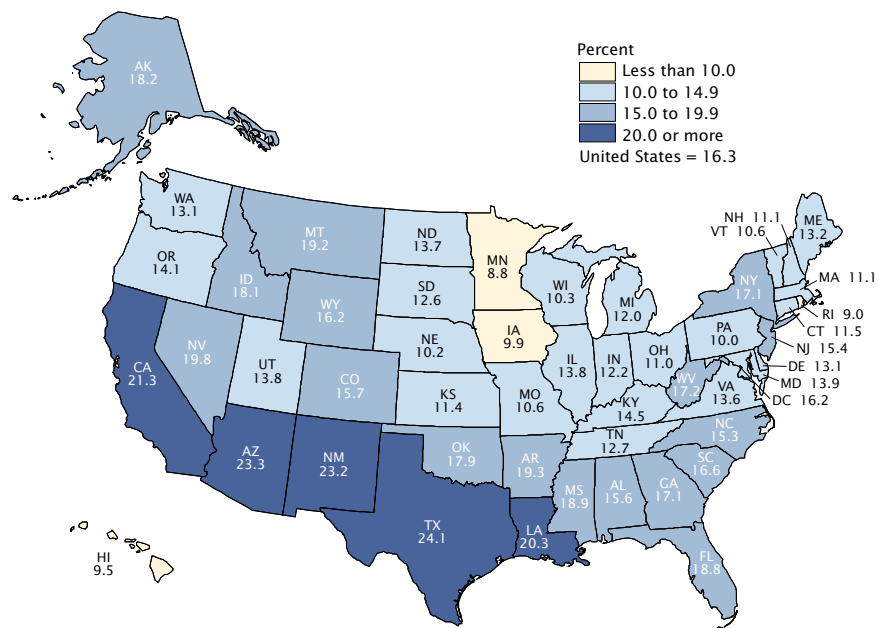 AK
18.2
Percent
Less than 10.0
10.0 to 14.9
15.0 to 19.9
20.0 or more
United States = 16.3
WA
13.1
OR
14.1
CA
21.3
NV
19.8
ID
18.1
MT
19.2
WY
16.2
UT
13.8
CO
15.7
AZ
23.3
NM
23.2
ND
13.7
SD
12.6
NE
10.2
KS
11.4
OK
17.9
TX
24.1
MN
8.8
IA
9.9
MO
10.6
AR
19.3
LA
20.3
WI
10.3
IL
13.8
MI
12.0
IN
12.2
OH
11.0
KY
14.5
TN
12.7
MS
18.9
AL
15.6
GA
17.1
FL
18.8
SC
16.6
NC
15.3
VA
13.6
WV
17.2
PA
10.0
NY
17.1
NH 11.1
VT 10.6
ME
13.2
MA 11.1
RI 9.0
CT 11.5
NJ 15.4
DE 13.1
MD 13.9
DC 16.2
HI
9.5